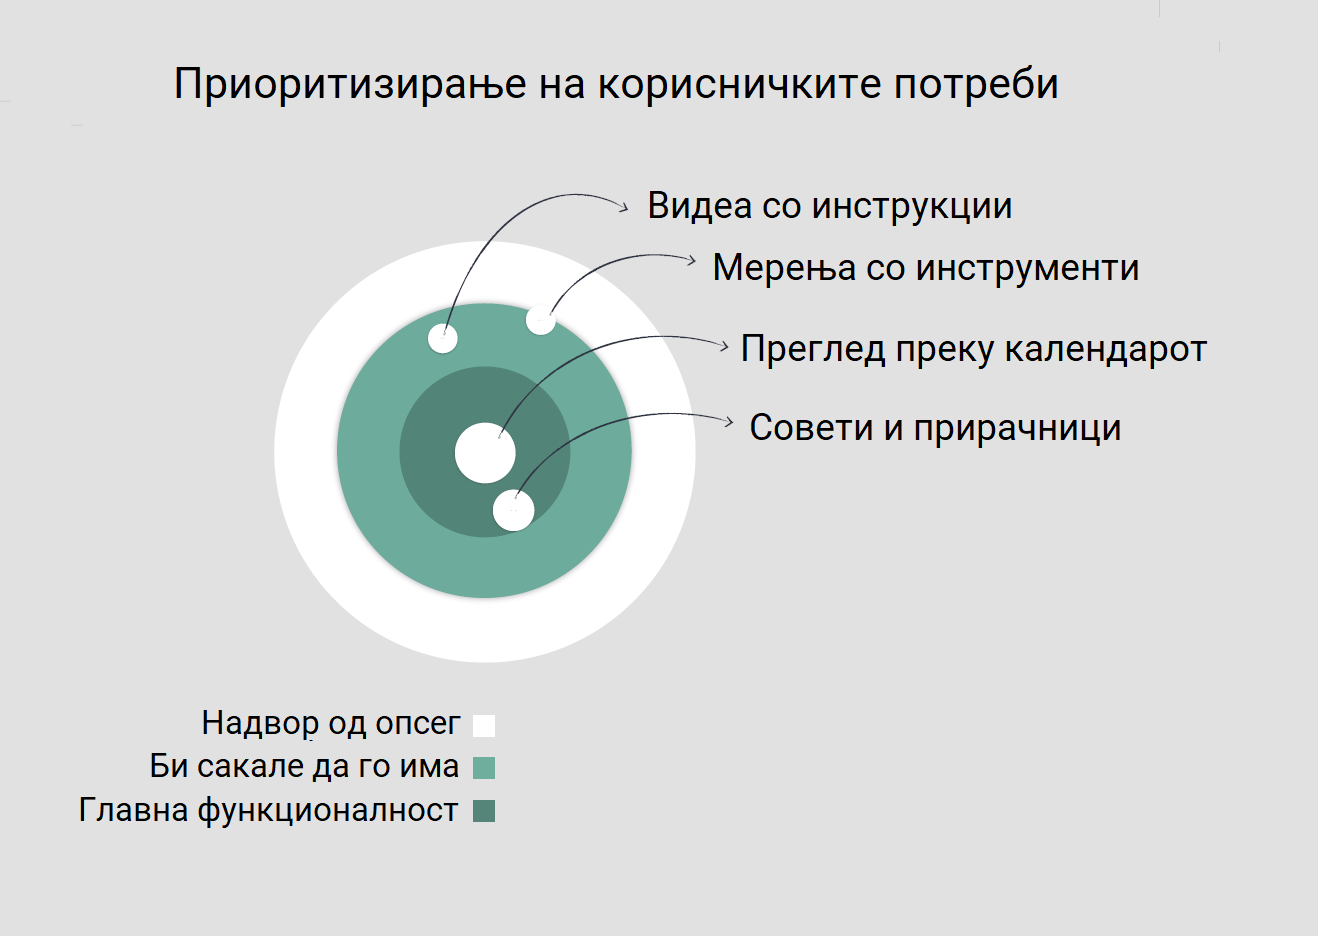 Приоритизирање на корисничките потреби
Видеа со инструкции
Мерења со инструменти
Преглед преку календарот
Совети и прирачници
Надвор од опсег
Би сакале да го има
Главна функционалност